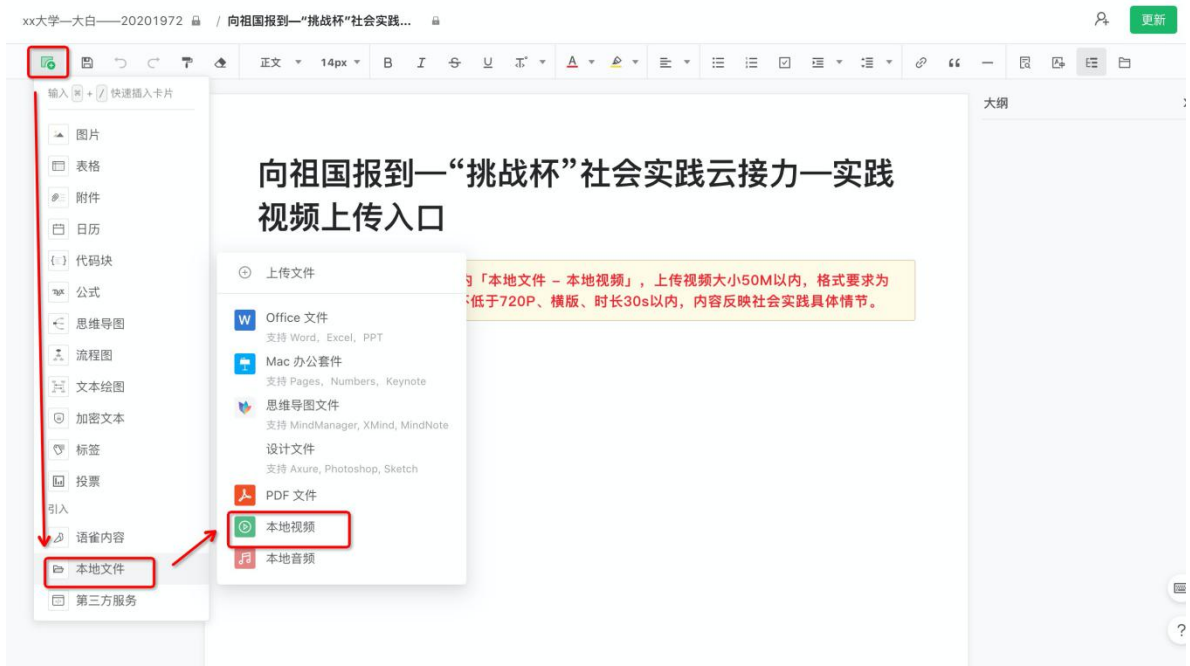 xx大学—大白——20201972 / 向祖国报到—“挑战杯”社会实践...
更新
正文 14px B I S U A
输入 ⌘ + / 快速插入卡片
图片
表格
附件
日历
代码块
公式
思维导图
流程图
文本绘图
加密文本
标签
投票
引入
语雀内容
本地文件
第三方服务
上传文件
W Office 文件
支持 Word, Excel, PPT
Mac 办公套件
支持 Pages, Numbers, Keynote
思维导图文件
支持 MindManager, XMind, MindNote
设计文件
支持 Axure, Photoshop, Sketch
PDF 文件
本地视频
本地音频
向祖国报到—“挑战杯”社会实践云接力—实践
视频上传入口
「本地文件 – 本地视频」，上传视频大小50M以内，格式要求为
低于720P、横版、时长30s以内，内容反映社会实践具体情节。
大纲
?